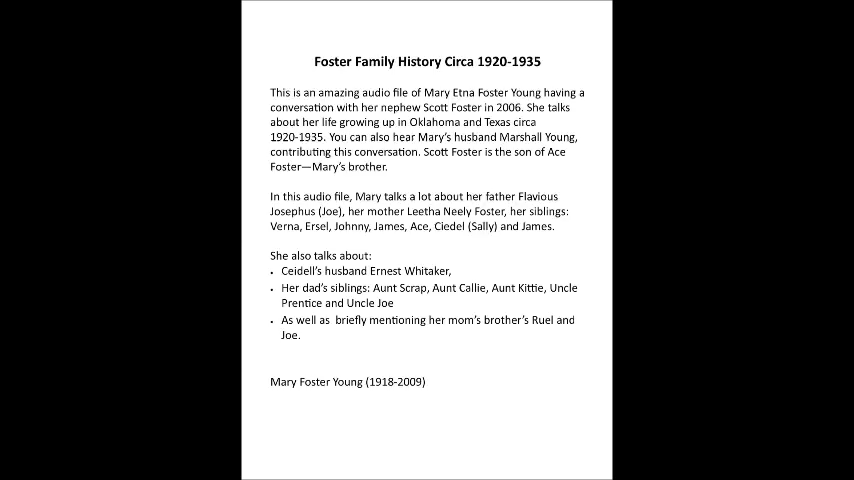 Foster Family History Circa 1920-1935
This is an amazing audio file of Mary Etna Foster Young having a
conversation with her nephew Scott Foster in 2006. She talks
about her life growing up in Oklahoma and Texas circa
1920-1935. You can also hear Mary's husband Marshall Young,
contributing this conversation. Scott Foster is the son of Ace
Foster—Mary's brother.
In this audio file, Mary talks a lot about her father Flavious
Josephus (Joe), her mother Leetha Neely Foster, her siblings:
Verna, Ersel, Johnny, James, Ace, Ciedel (Sally) and James.
She also talks about:
• Ceidell's husband Ernest Whitaker,
• Her dad's siblings: Aunt Scrap, Aunt Callie, Aunt Kittie, Uncle
Prentice and Uncle Joe
• As well as  briefly mentioning her mom's brother's Ruel and
Joe.
Mary Foster Young (1918-2009)